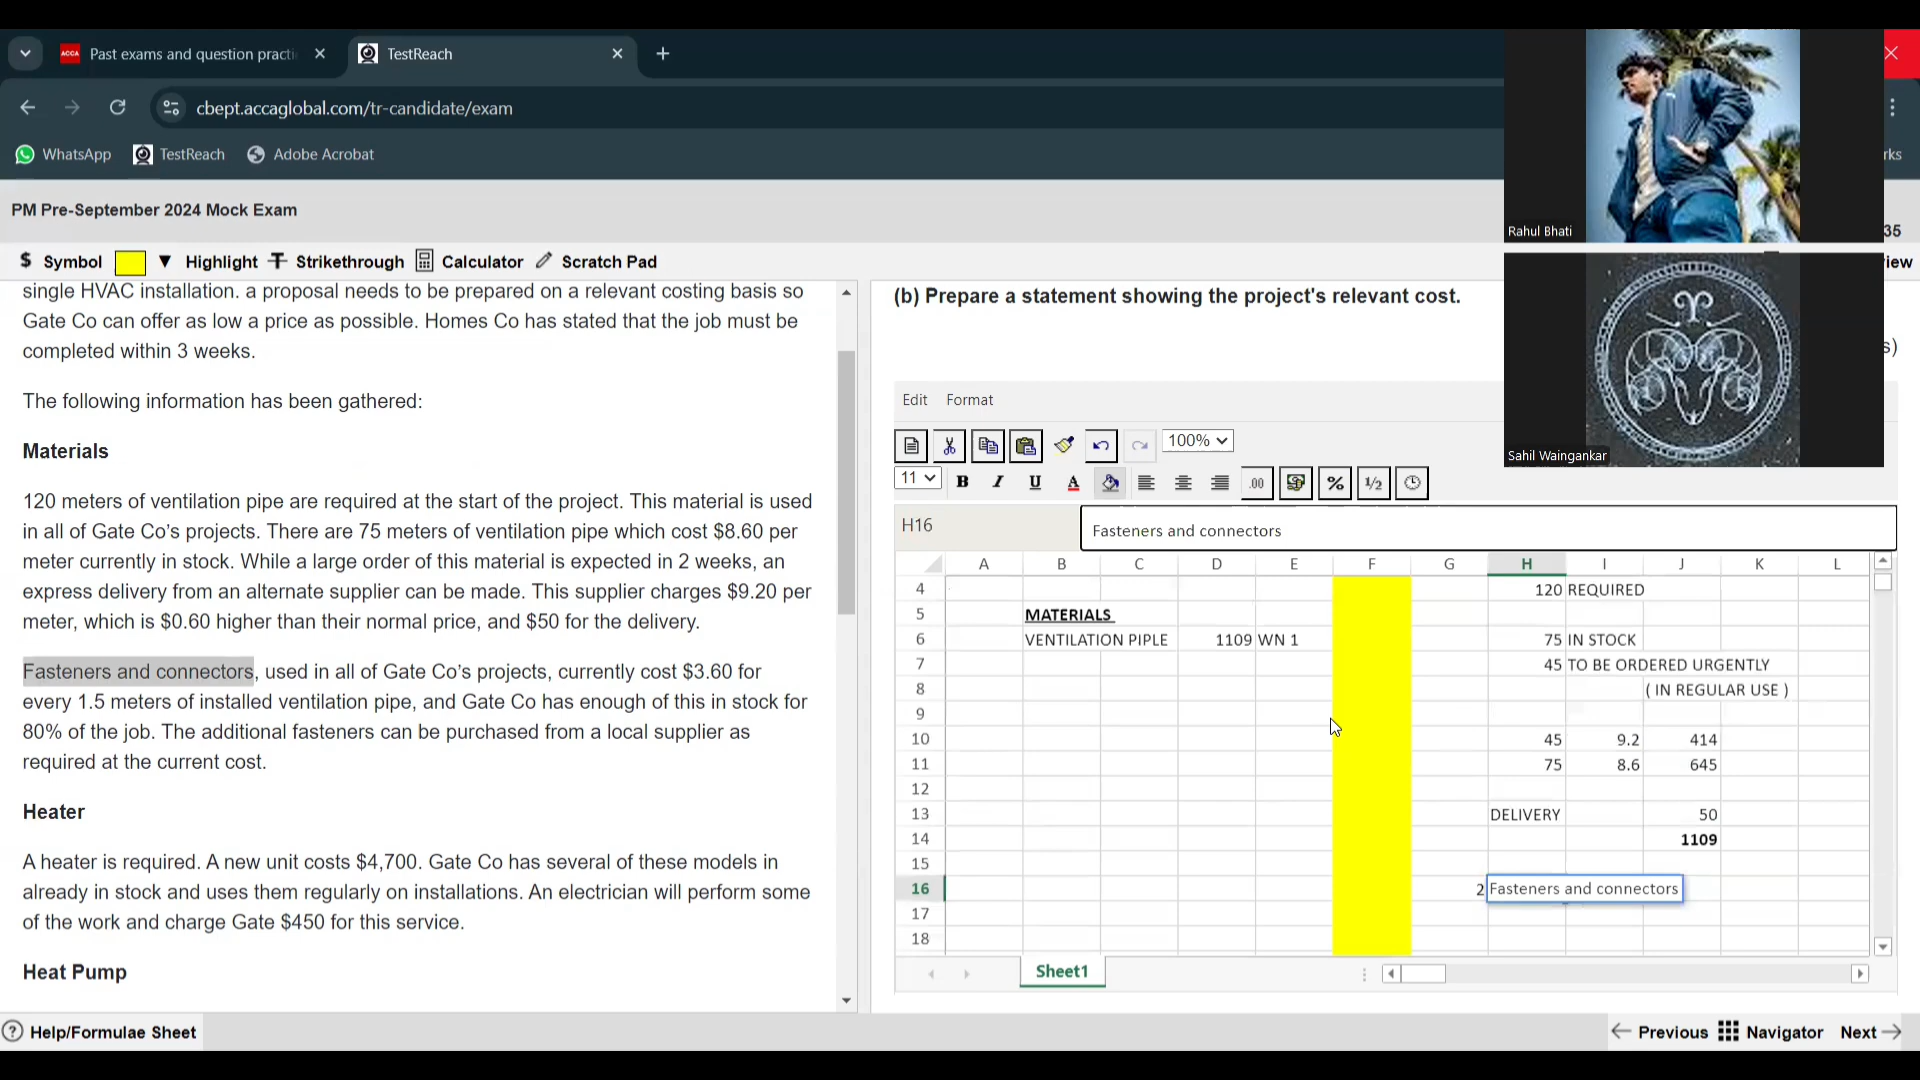 Past exams and question practi
TestReach
cbept.accaglobal.com/tr-candidate/exam
WhatsApp
TestReach
Adobe Acrobat
rks
PM Pre-September 2024 Mock Exam
Rahul Bhati
35
$ Symbol
Highlight
Strikethrough
Calculator
Scratch Pad
iew
single HVAC installation. a proposal needs to be prepared on a relevant costing basis so
Gate Co can offer as low a price as possible. Homes Co has stated that the job must be
completed within 3 weeks.
The following information has been gathered:
Materials
120 meters of ventilation pipe are required at the start of the project. This material is used
in all of Gate Co's projects. There are 75 meters of ventilation pipe which cost $8.60 per
meter currently in stock. While a large order of this material is expected in 2 weeks, an
express delivery from an alternate supplier can be made. This supplier charges $9.20 per
meter, which is $0.60 higher than their normal price, and $50 for the delivery.
Fasteners and connectors, used in all of Gate Co's projects, currently cost $3.60 for
every 1.5 meters of installed ventilation pipe, and Gate Co has enough of this in stock for
80% of the job. The additional fasteners can be purchased from a local supplier as
required at the current cost.
Heater
A heater is required. A new unit costs $4,700. Gate Co has several of these models in
already in stock and uses them regularly on installations. An electrician will perform some
of the work and charge Gate $450 for this service.
Heat Pump
(b) Prepare a statement showing the project's relevant cost.
s)
Sahil Waingankar
Edit Format
100%
11 B I U A .00 % ½
H16 Fasteners and connectors
A B C D E F G H I J K L
4 120 REQUIRED
5 MATERIALS
6 VENTILATION PIPLE 1109 WN 1 75 IN STOCK
7 45 TO BE ORDERED URGENTLY
8 ( IN REGULAR USE )
9
10 45 9.2 414
11 75 8.6 645
12
13 DELIVERY 50
14 1109
15
16 2 Fasteners and connectors
17
18
Sheet1
Help/Formulae Sheet
Previous
Navigator
Next